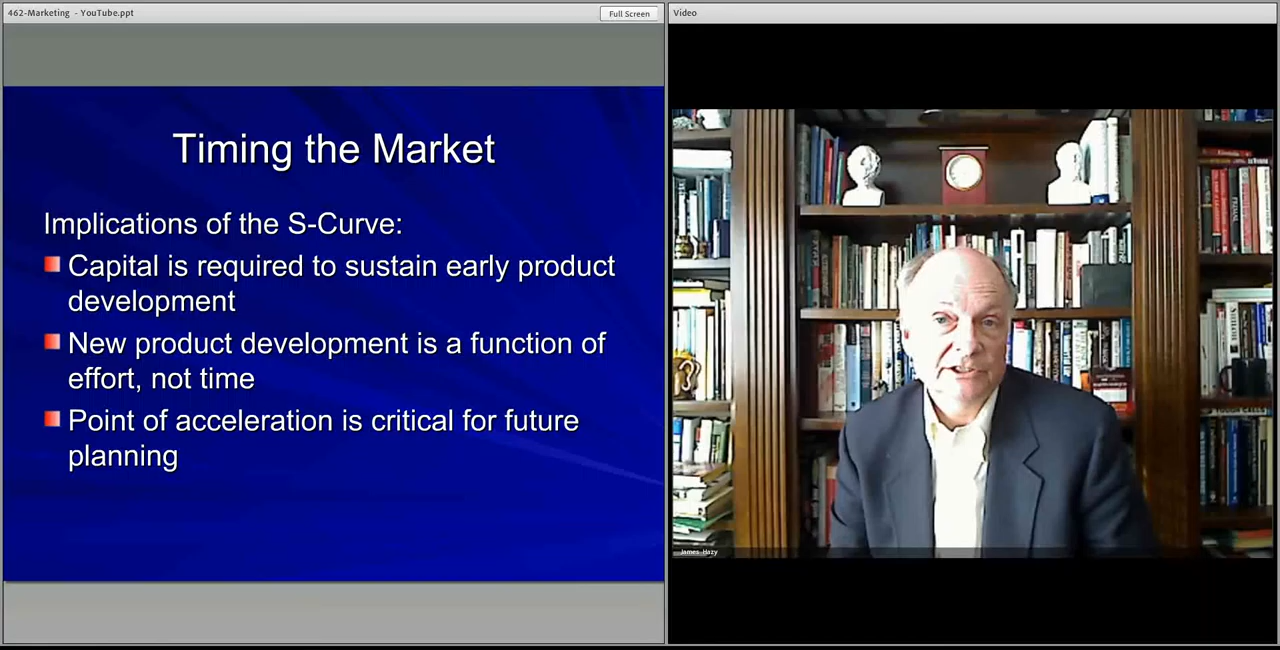 462-Marketing - YouTube.ppt
Full Screen
Video
Timing the Market
Implications of the S-Curve:
Capital is required to sustain early product
development
New product development is a function of
effort, not time
Point of acceleration is critical for future
planning
James Hazy